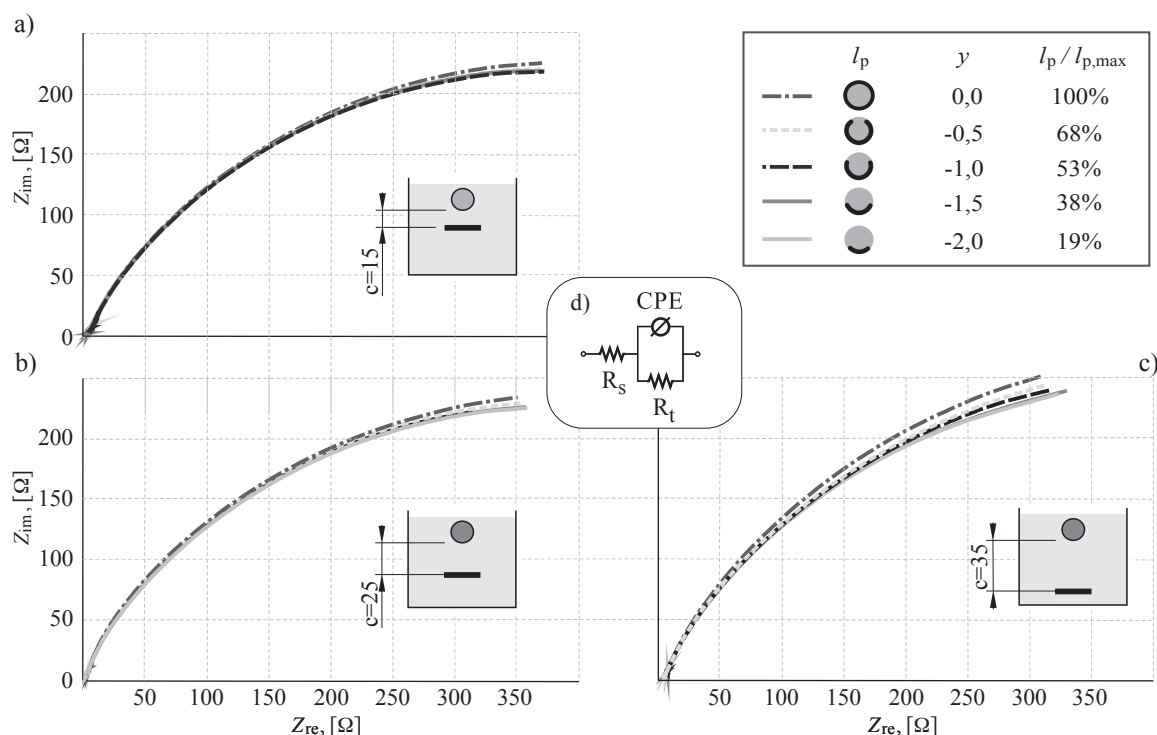 a)
l_p y l_p / l_p,max
0,0 100%
-0,5 68%
-1,0 53%
-1,5 38%
-2,0 19%
200
150
100
50
0
Z_im, [Ω]
c=15
b)
200
150
100
50
0
Z_im, [Ω]
c=25
50 100 150 200 250 300 350
Z_re, [Ω]
d)
CPE
R_s
R_t
c)
c=35
50 100 150 200 250 300 350
Z_re, [Ω]